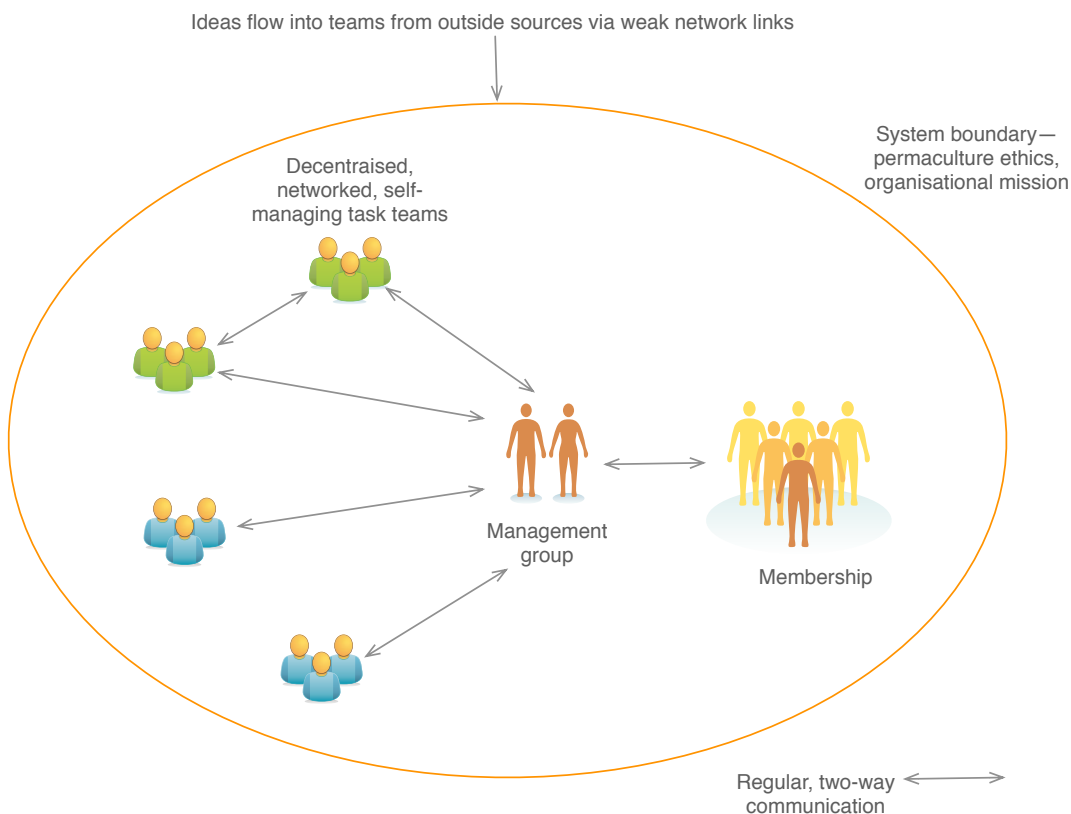 Ideas flow into teams from outside sources via weak network links
System boundary—
permaculture ethics,
organisational mission
Decentraised,
networked, self-
managing task teams
Management
group
Membership
Regular, two-way
communication